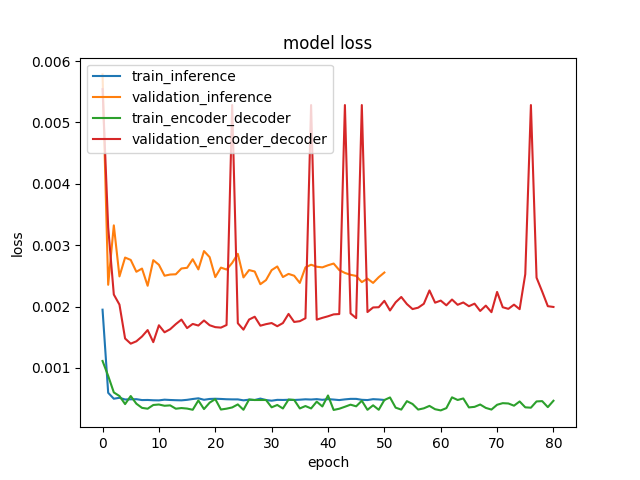 model loss
train_inference
validation_inference
train_encoder_decoder
validation_encoder_decoder
0.006
0.005
0.004
0.003
0.002
0.001
loss
0 10 20 30 40 50 60 70 80
epoch